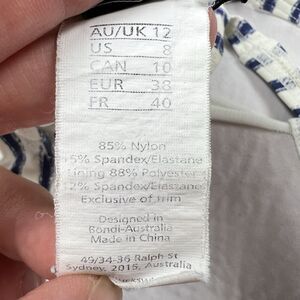 AU/UK 12
US 8
CAN 10
EUR 38
FR 40
85% Nylon
15% Spandex/Elastane
Lining 88% Polyester
12% Spandex/Elastane
Exclusive of trim
Designed in
Bondi-Australia
Made in China
49/34-36 Ralph St
Sydney, 2015, Australia